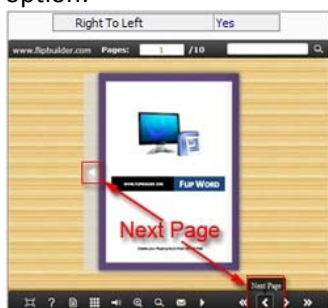 option.
Right To Left Yes
www.flipbuilder.com Pages: 1 /10
WWW.FLIPBUILDER.COM FLIP WORD
Next Page
Next Page